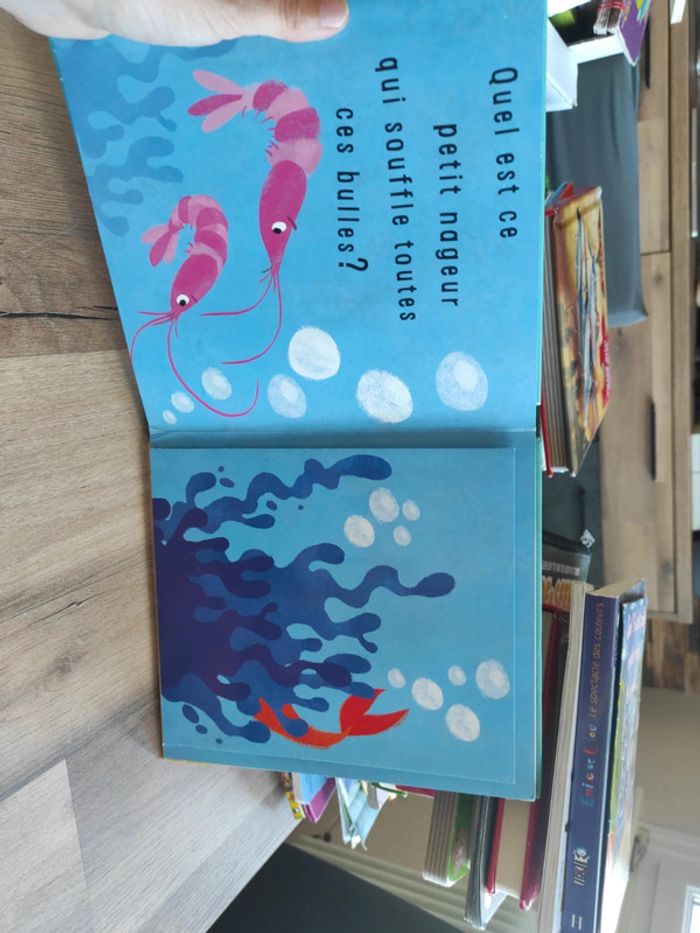 Quel est ce
petit nageur
qui souffle toutes
ces bulles?
Le spectacle des couleurs